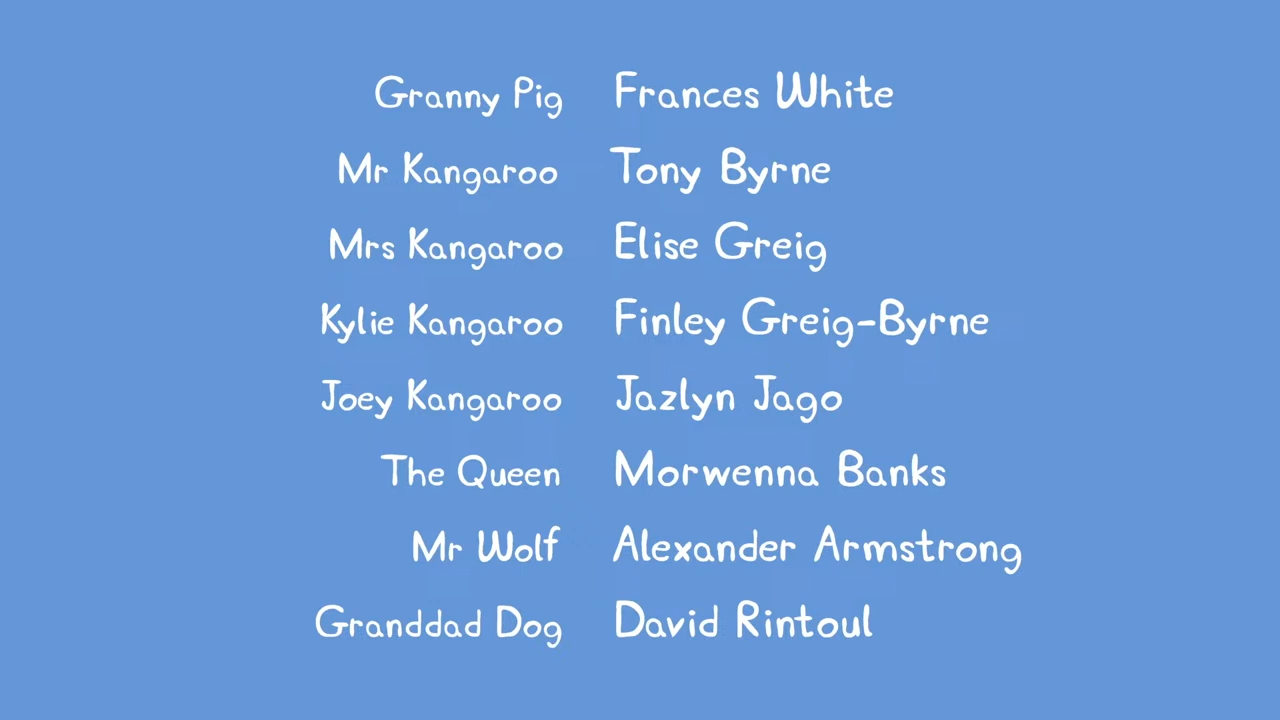 Granny Pig Frances White
Mr Kangaroo Tony Byrne
Mrs Kangaroo Elise Greig
Kylie Kangaroo Finley Greig-Byrne
Joey Kangaroo Jazlyn Jago
The Queen Morwenna Banks
Mr Wolf Alexander Armstrong
Granddad Dog David Rintoul